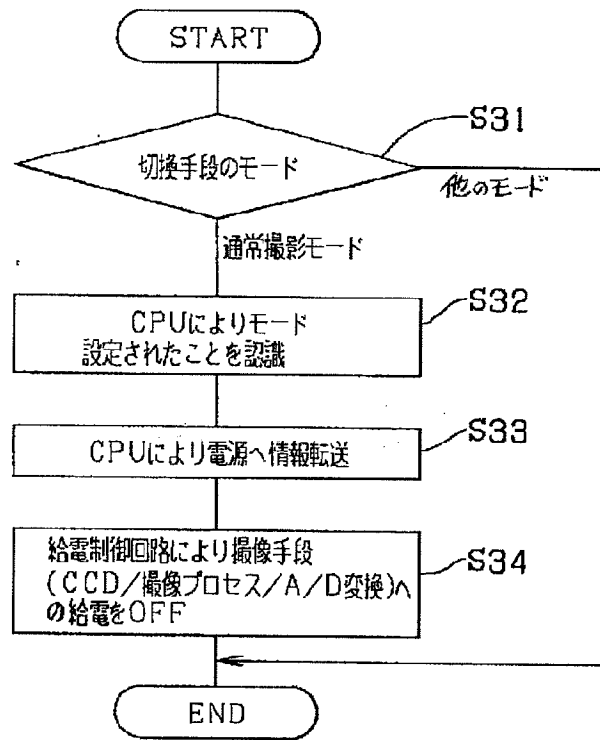 START
S31
切換手段のモード
他のモード
通常撮影モード
S32
CPUによりモード
設定されたことを認識
S33
CPUにより電源へ情報転送
S34
給電制御回路により撮像手段
(CCD/撮像プロセス/A/D変換)へ
の給電をOFF
END